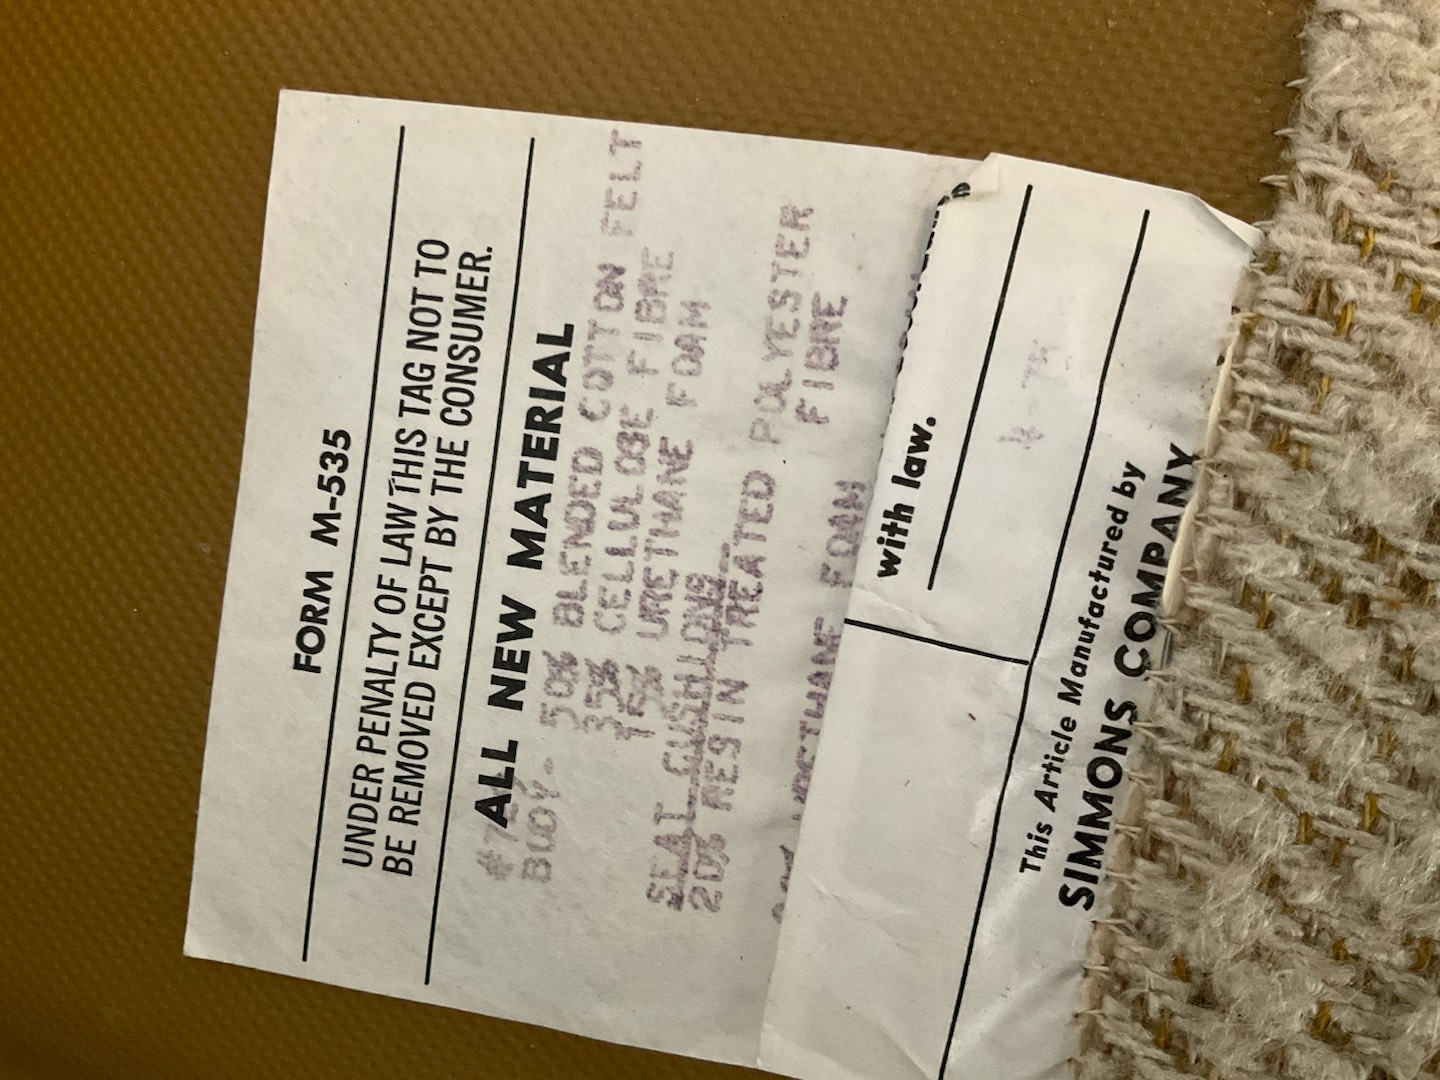 FORM M-535
UNDER PENALTY OF LAW THIS TAG NOT TO
BE REMOVED EXCEPT BY THE CONSUMER.
ALL NEW MATERIAL
BODY- 50% BLENDED COTTON FELT
35% CELLULOSE FIBRE
15% URETHANE FOAM
SEAT CUSHIONS
20% RESIN TREATED POLYESTER
FIBRE
URETHANE FOAM
with law.
This Article Manufactured by
SIMMONS COMPANY